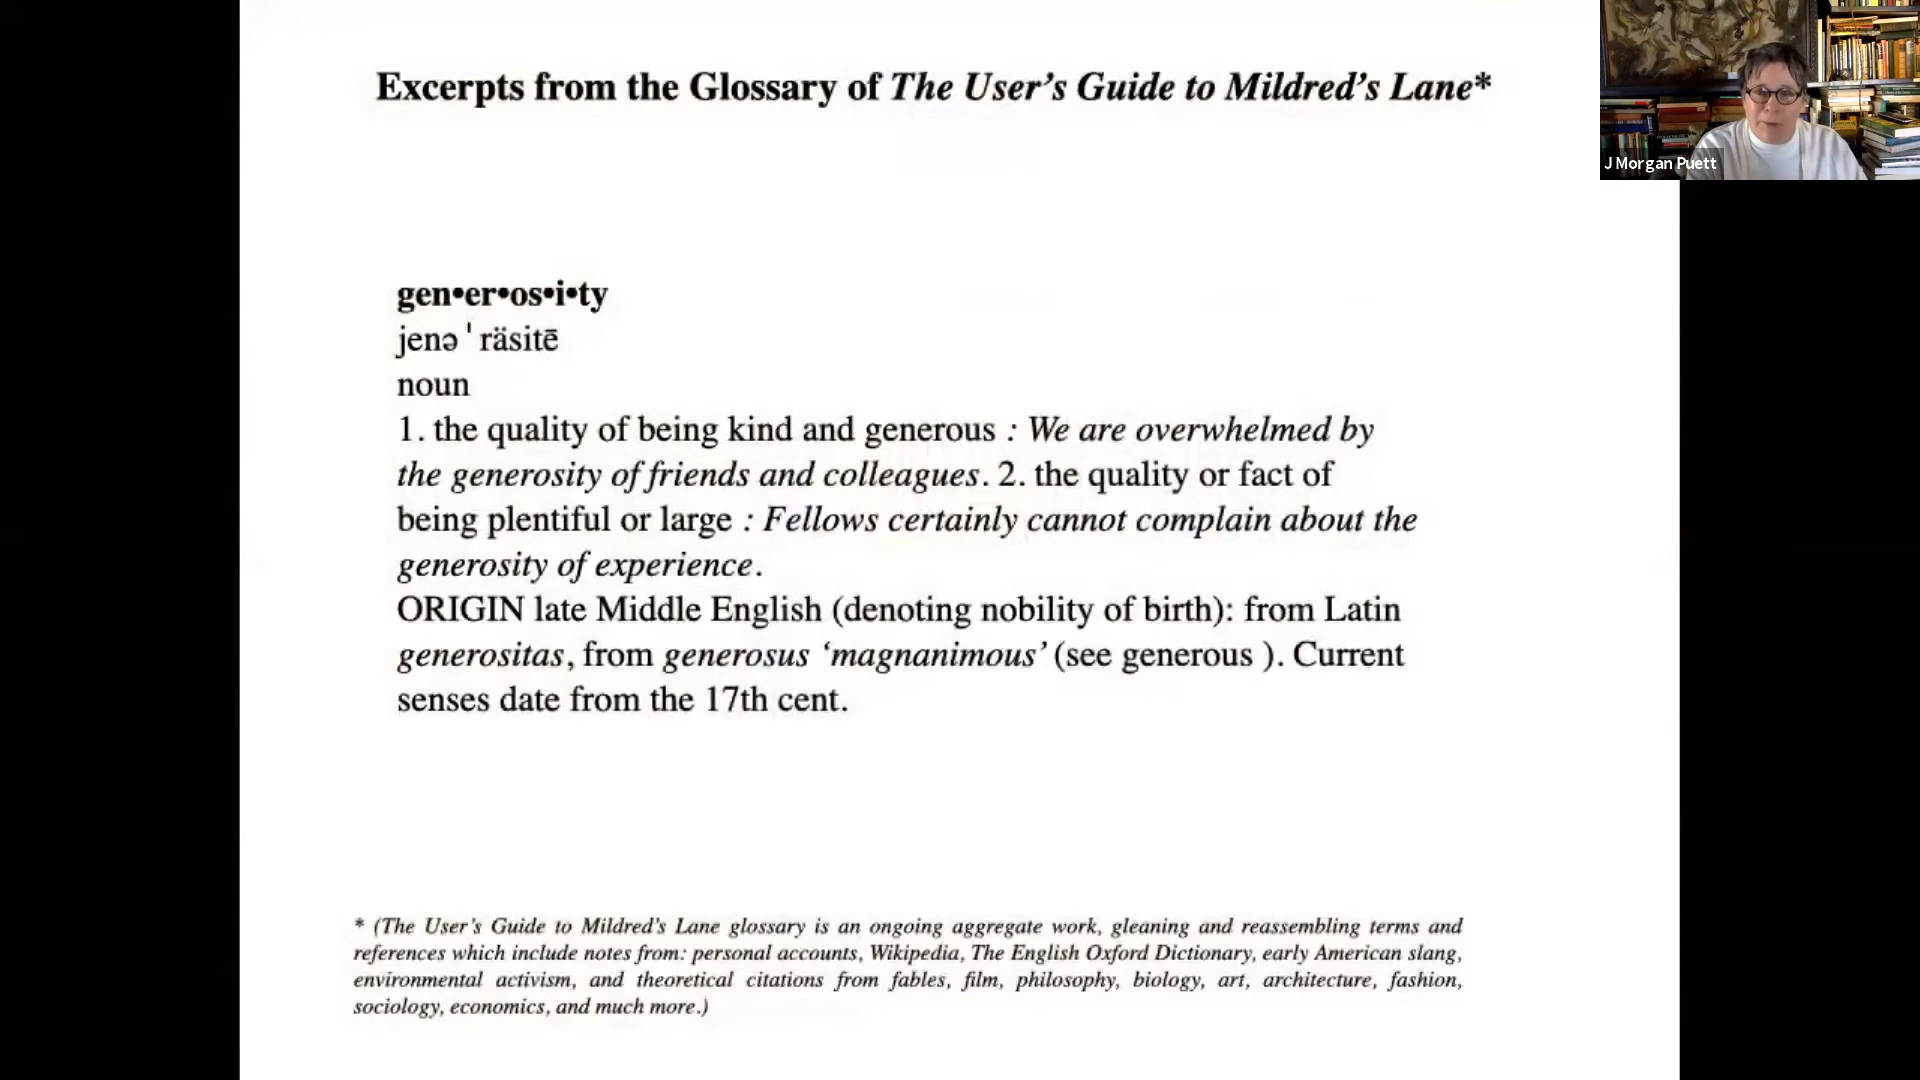 Excerpts from the Glossary of The User's Guide to Mildred's Lane*
J Morgan Puett
gen•er•os•i•ty
jenəˈräsitē
noun
1. the quality of being kind and generous : We are overwhelmed by
the generosity of friends and colleagues. 2. the quality or fact of
being plentiful or large : Fellows certainly cannot complain about the
generosity of experience.
ORIGIN late Middle English (denoting nobility of birth): from Latin
generositas, from generosus ‘magnanimous’ (see generous ). Current
senses date from the 17th cent.
* (The User's Guide to Mildred's Lane glossary is an ongoing aggregate work, gleaning and reassembling terms and
references which include notes from: personal accounts, Wikipedia, The English Oxford Dictionary, early American slang,
environmental activism, and theoretical citations from fables, film, philosophy, biology, art, architecture, fashion,
sociology, economics, and much more.)